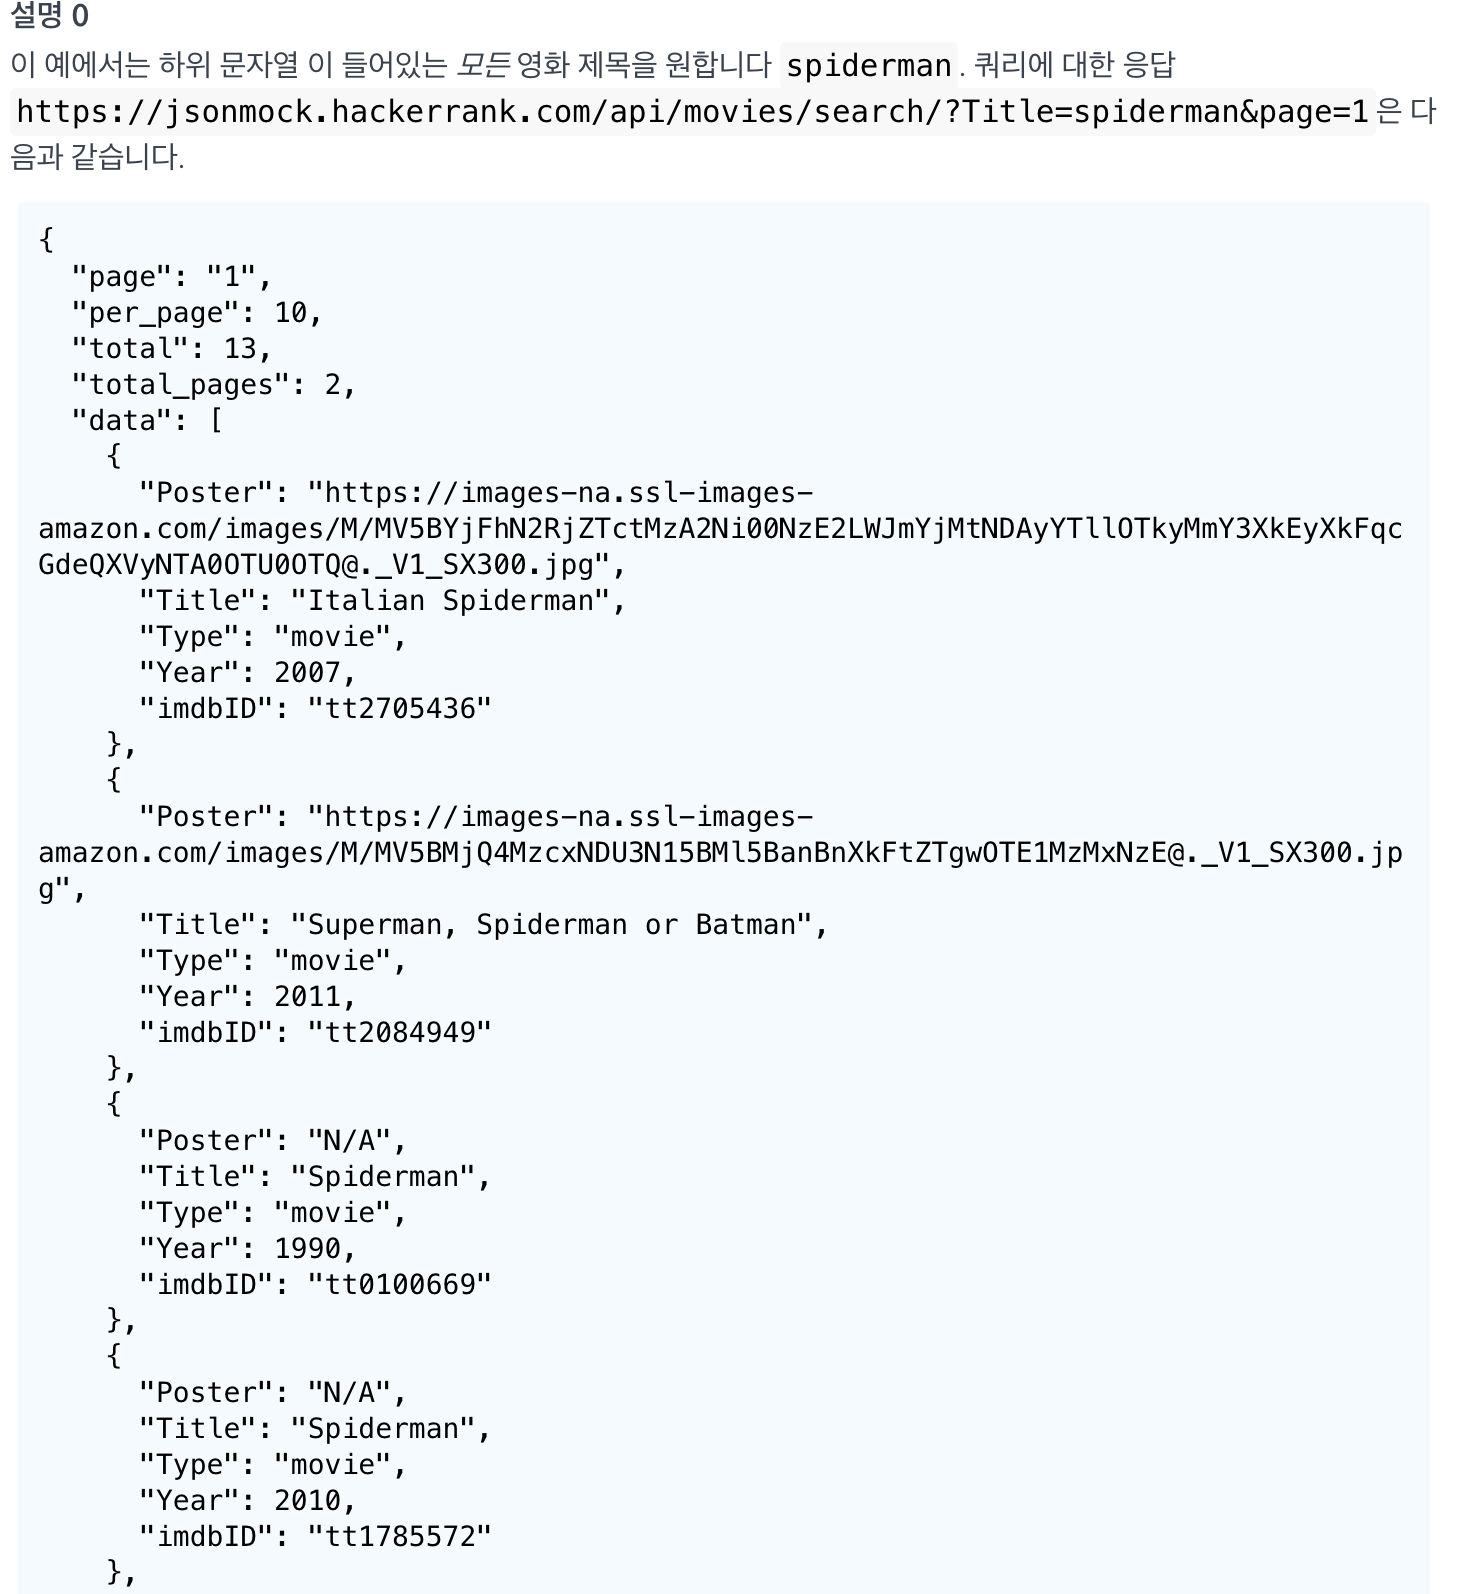 설명 0
이 예에서는 하위 문자열 이 들어있는 모든 영화 제목을 원합니다 spiderman. 쿼리에 대한 응답
https://jsonmock.hackerrank.com/api/movies/search/?Title=spiderman&page=1은 다
음과 같습니다.
{
  "page": "1",
  "per_page": 10,
  "total": 13,
  "total_pages": 2,
  "data": [
    {
      "Poster": "https://images-na.ssl-images-
amazon.com/images/M/MV5BYjFhN2RjZTctMzA2Ni00NzE2LWJmYjMtNDAyYTllOTkyMmY3XkEyXkFqc
GdeQXVyNTA0OTU0OTQ@._V1_SX300.jpg",
      "Title": "Italian Spiderman",
      "Type": "movie",
      "Year": 2007,
      "imdbID": "tt2705436"
    },
    {
      "Poster": "https://images-na.ssl-images-
amazon.com/images/M/MV5BMjQ4MzcxNDU3N15BMl5BanBnXkFtZTgwOTE1MzMxNzE@._V1_SX300.jp
g",
      "Title": "Superman, Spiderman or Batman",
      "Type": "movie",
      "Year": 2011,
      "imdbID": "tt2084949"
    },
    {
      "Poster": "N/A",
      "Title": "Spiderman",
      "Type": "movie",
      "Year": 1990,
      "imdbID": "tt0100669"
    },
    {
      "Poster": "N/A",
      "Title": "Spiderman",
      "Type": "movie",
      "Year": 2010,
      "imdbID": "tt1785572"
    },